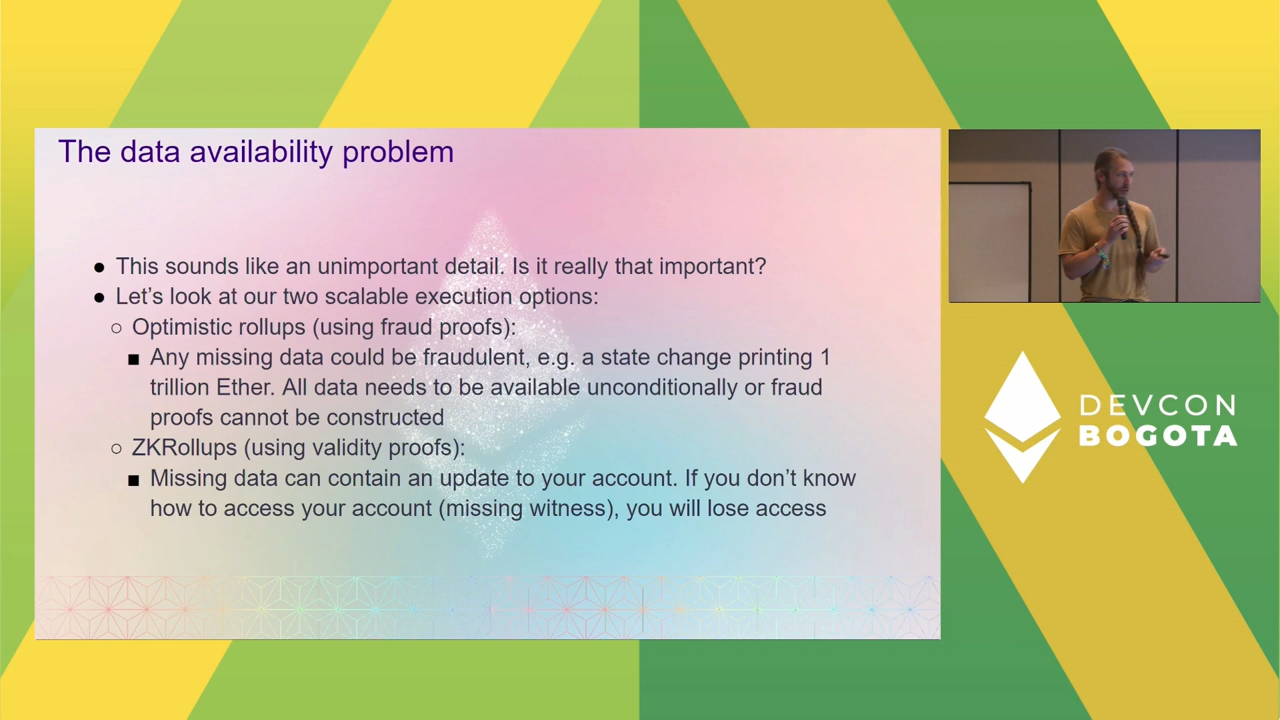 The data availability problem
● This sounds like an unimportant detail. Is it really that important?
● Let’s look at our two scalable execution options:
○ Optimistic rollups (using fraud proofs):
■ Any missing data could be fraudulent, e.g. a state change printing 1
trillion Ether. All data needs to be available unconditionally or fraud
proofs cannot be constructed
○ ZKRollups (using validity proofs):
■ Missing data can contain an update to your account. If you don’t know
how to access your account (missing witness), you will lose access
DEVCON
BOGOTA